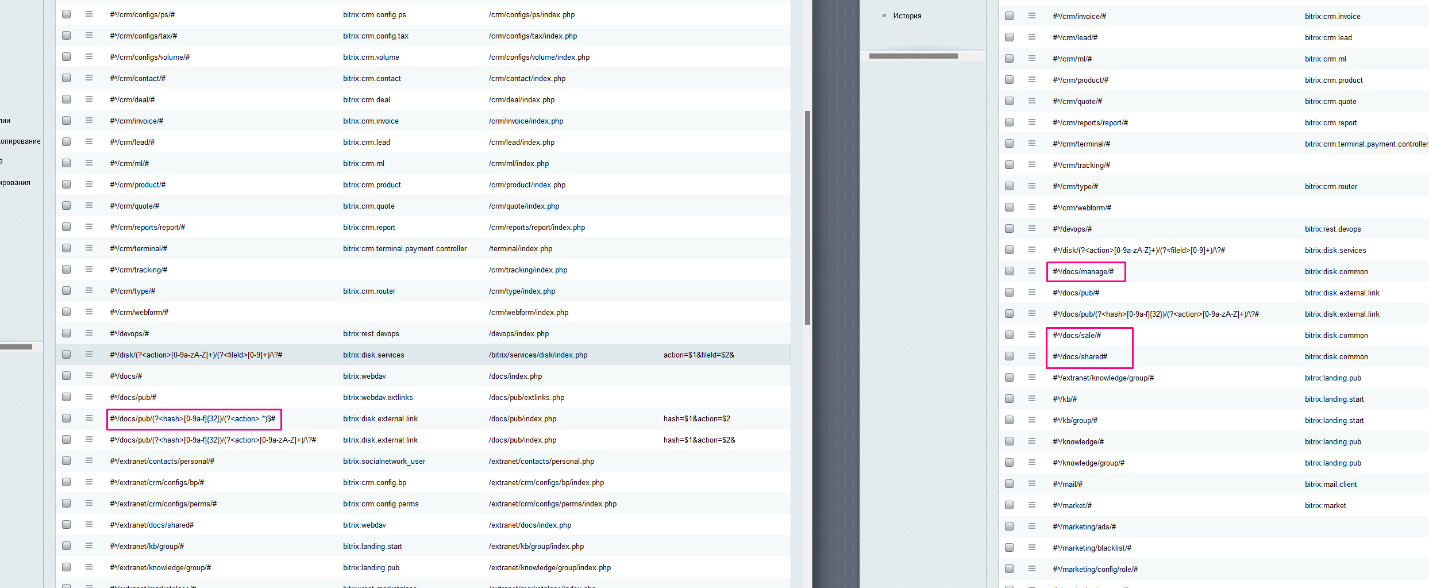 #^/crm/configs/ps/# bitrix:crm.config.ps /crm/configs/ps/index.php
#^/crm/configs/tax/# bitrix:crm.config.tax /crm/configs/tax/index.php
#^/crm/configs/volume/# bitrix:crm.volume /crm/configs/volume/index.php
#^/crm/contact/# bitrix:crm.contact /crm/contact/index.php
#^/crm/deal/# bitrix:crm.deal /crm/deal/index.php
#^/crm/invoice/# bitrix:crm.invoice /crm/invoice/index.php
#^/crm/lead/# bitrix:crm.lead /crm/lead/index.php
#^/crm/ml/# bitrix:crm.ml /crm/ml/index.php
#^/crm/product/# bitrix:crm.product /crm/product/index.php
#^/crm/quote/# bitrix:crm.quote /crm/quote/index.php
#^/crm/reports/report/# bitrix:crm.report /crm/reports/report/index.php
#^/crm/terminal/# bitrix:crm.terminal.payment.controller /terminal/index.php
#^/crm/tracking/# /crm/tracking/index.php
#^/crm/type/# bitrix:crm.router /crm/type/index.php
#^/crm/webform/# /crm/webform/index.php
#^/devops/# bitrix:rest.devops /devops/index.php
#^/disk/(?<action>[0-9a-zA-Z]+)/(?<fileId>[0-9]+)/\?# bitrix:disk.services /bitrix/services/disk/index.php action=$1&fileId=$2&
#^/docs/# bitrix:webdav /docs/index.php
#^/docs/pub/# bitrix:webdav.extlinks /docs/pub/extlinks.php
#^/docs/pub/(?<hash>[0-9a-f]{32})/(?<action>.*)$# bitrix:disk.external.link /docs/pub/index.php hash=$1&action=$2
#^/docs/pub/(?<hash>[0-9a-f]{32})/(?<action>[0-9a-zA-Z]+)/\?# bitrix:disk.external.link /docs/pub/index.php hash=$1&action=$2&
#^/extranet/contacts/personal/# bitrix:socialnetwork_user /extranet/contacts/personal.php
#^/extranet/crm/configs/bp/# bitrix:crm.config.bp /extranet/crm/configs/bp/index.php
#^/extranet/crm/configs/perms/# bitrix:crm.config.perms /extranet/crm/configs/perms/index.php
#^/extranet/docs/shared# bitrix:webdav /extranet/docs/index.php
#^/extranet/kb/group/# bitrix:landing.start /extranet/kb/group/index.php
#^/extranet/knowledge/group/# bitrix:landing.pub /extranet/knowledge/group/index.php
пии
копирование
й
ирования
История
#^/crm/invoice/# bitrix:crm.invoice
#^/crm/lead/# bitrix:crm.lead
#^/crm/ml/# bitrix:crm.ml
#^/crm/product/# bitrix:crm.product
#^/crm/quote/# bitrix:crm.quote
#^/crm/reports/report/# bitrix:crm.report
#^/crm/terminal/# bitrix:crm.terminal.payment.controller
#^/crm/tracking/#
#^/crm/type/# bitrix:crm.router
#^/crm/webform/#
#^/devops/# bitrix:rest.devops
#^/disk/(?<action>[0-9a-zA-Z]+)/(?<fileId>[0-9]+)/\?# bitrix:disk.services
#^/docs/manage/# bitrix:disk.common
#^/docs/pub/# bitrix:disk.external.link
#^/docs/pub/(?<hash>[0-9a-f]{32})/(?<action>[0-9a-zA-Z]+)/\?# bitrix:disk.external.link
#^/docs/sale/# bitrix:disk.common
#^/docs/shared# bitrix:disk.common
#^/extranet/knowledge/group/# bitrix:landing.pub
#^/kb/# bitrix:landing.start
#^/kb/group/# bitrix:landing.start
#^/knowledge/# bitrix:landing.pub
#^/knowledge/group/# bitrix:landing.pub
#^/mail/# bitrix:mail.client
#^/market/# bitrix:market
#^/marketing/ads/#
#^/marketing/blacklist/#
#^/marketing/config/role/#